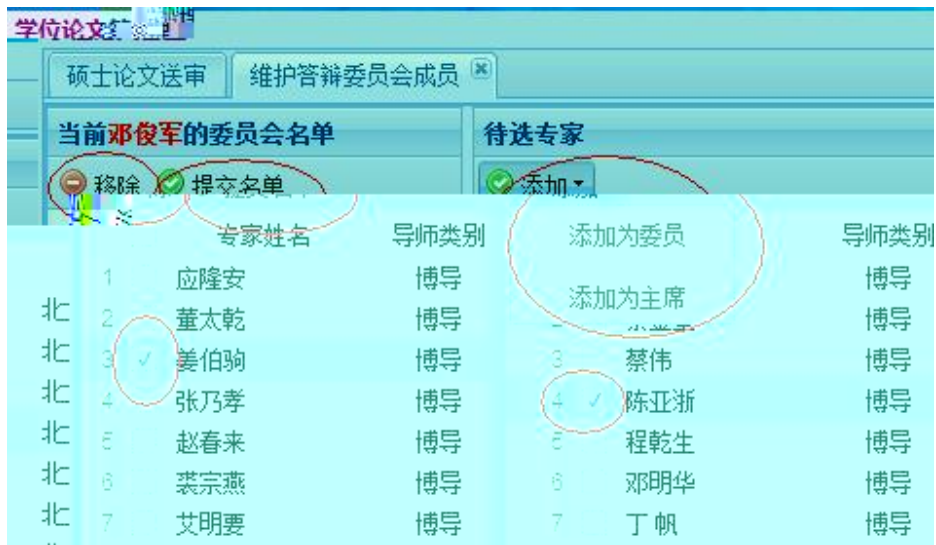 学位论文
硕士论文送审 维护答辩委员会成员
当前邓俊军的委员会名单 待选专家
移除 提交名单 添加
专家姓名 导师类别 添加为委员 导师类别
1 应隆安 博导 博导
添加为主席
北 2 董太乾 博导 博导
北 3 姜伯驹 博导 3 蔡伟 博导
北 4 张乃孝 博导 4 陈亚浙 博导
北 5 赵春来 博导 5 程乾生 博导
北 6 裘宗燕 博导 6 邓明华 博导
北 7 艾明要 博导 7 丁帆 博导